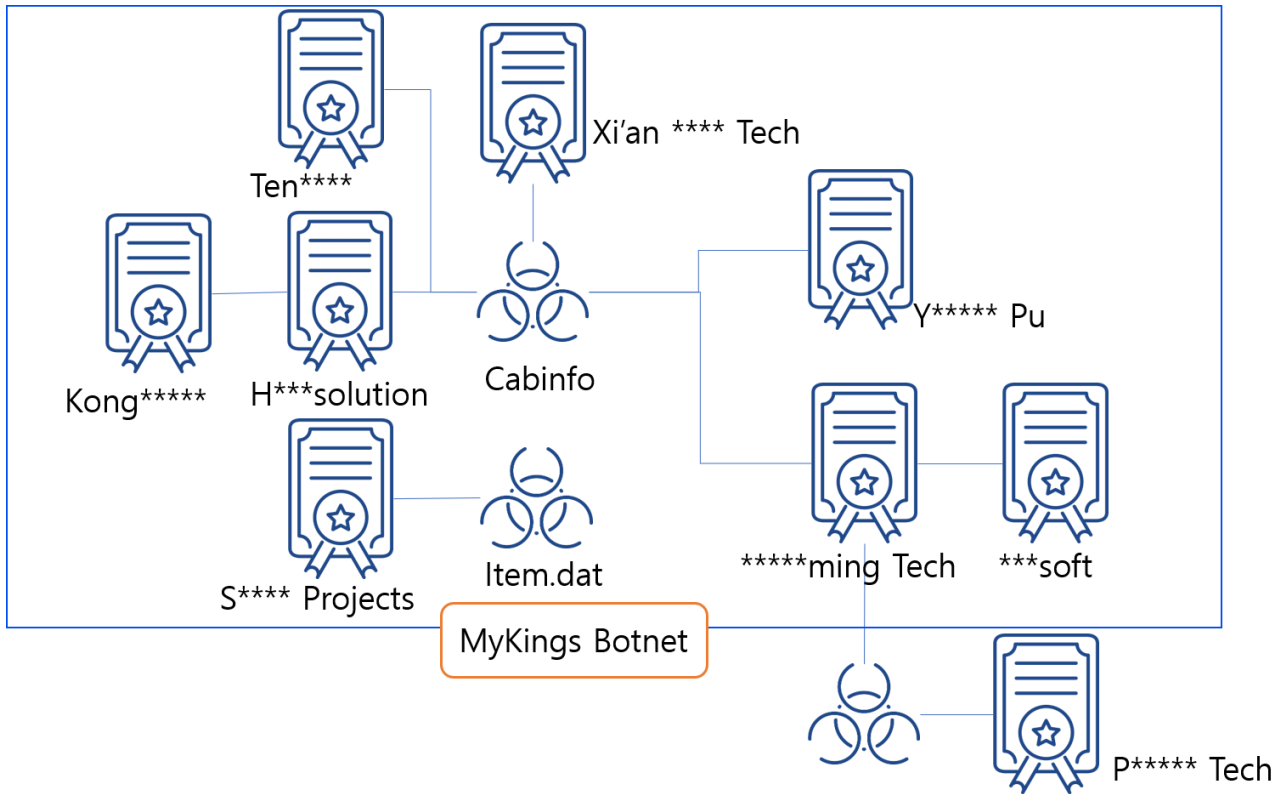 Xi’an **** Tech
Ten****
Y***** Pu
Kong*****
H***solution
Cabinfo
*****ming Tech
***soft
S**** Projects
Item.dat
MyKings Botnet
P***** Tech